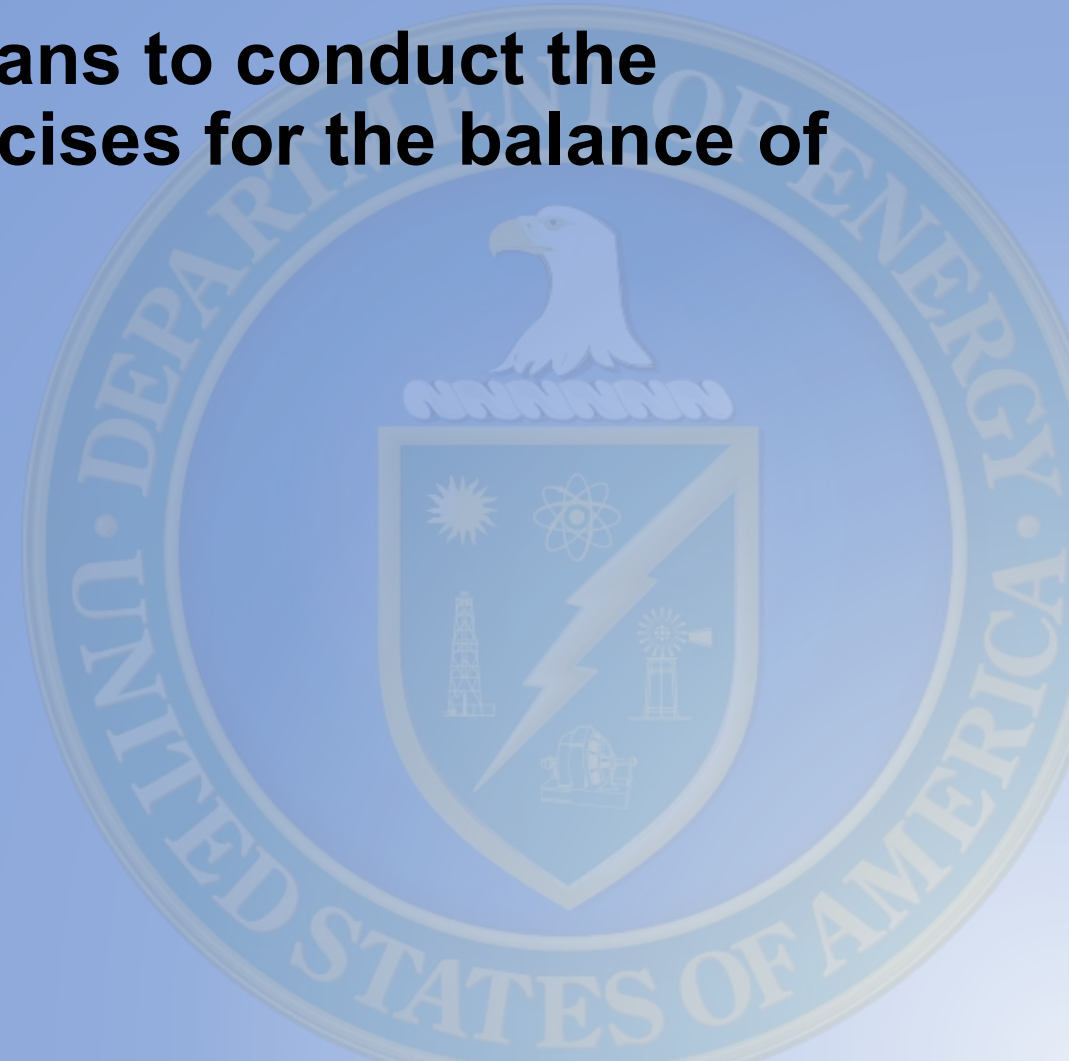 ans to conduct the
cises for the balance of
DEPARTMENT OF ENERGY
UNITED STATES OF AMERICA